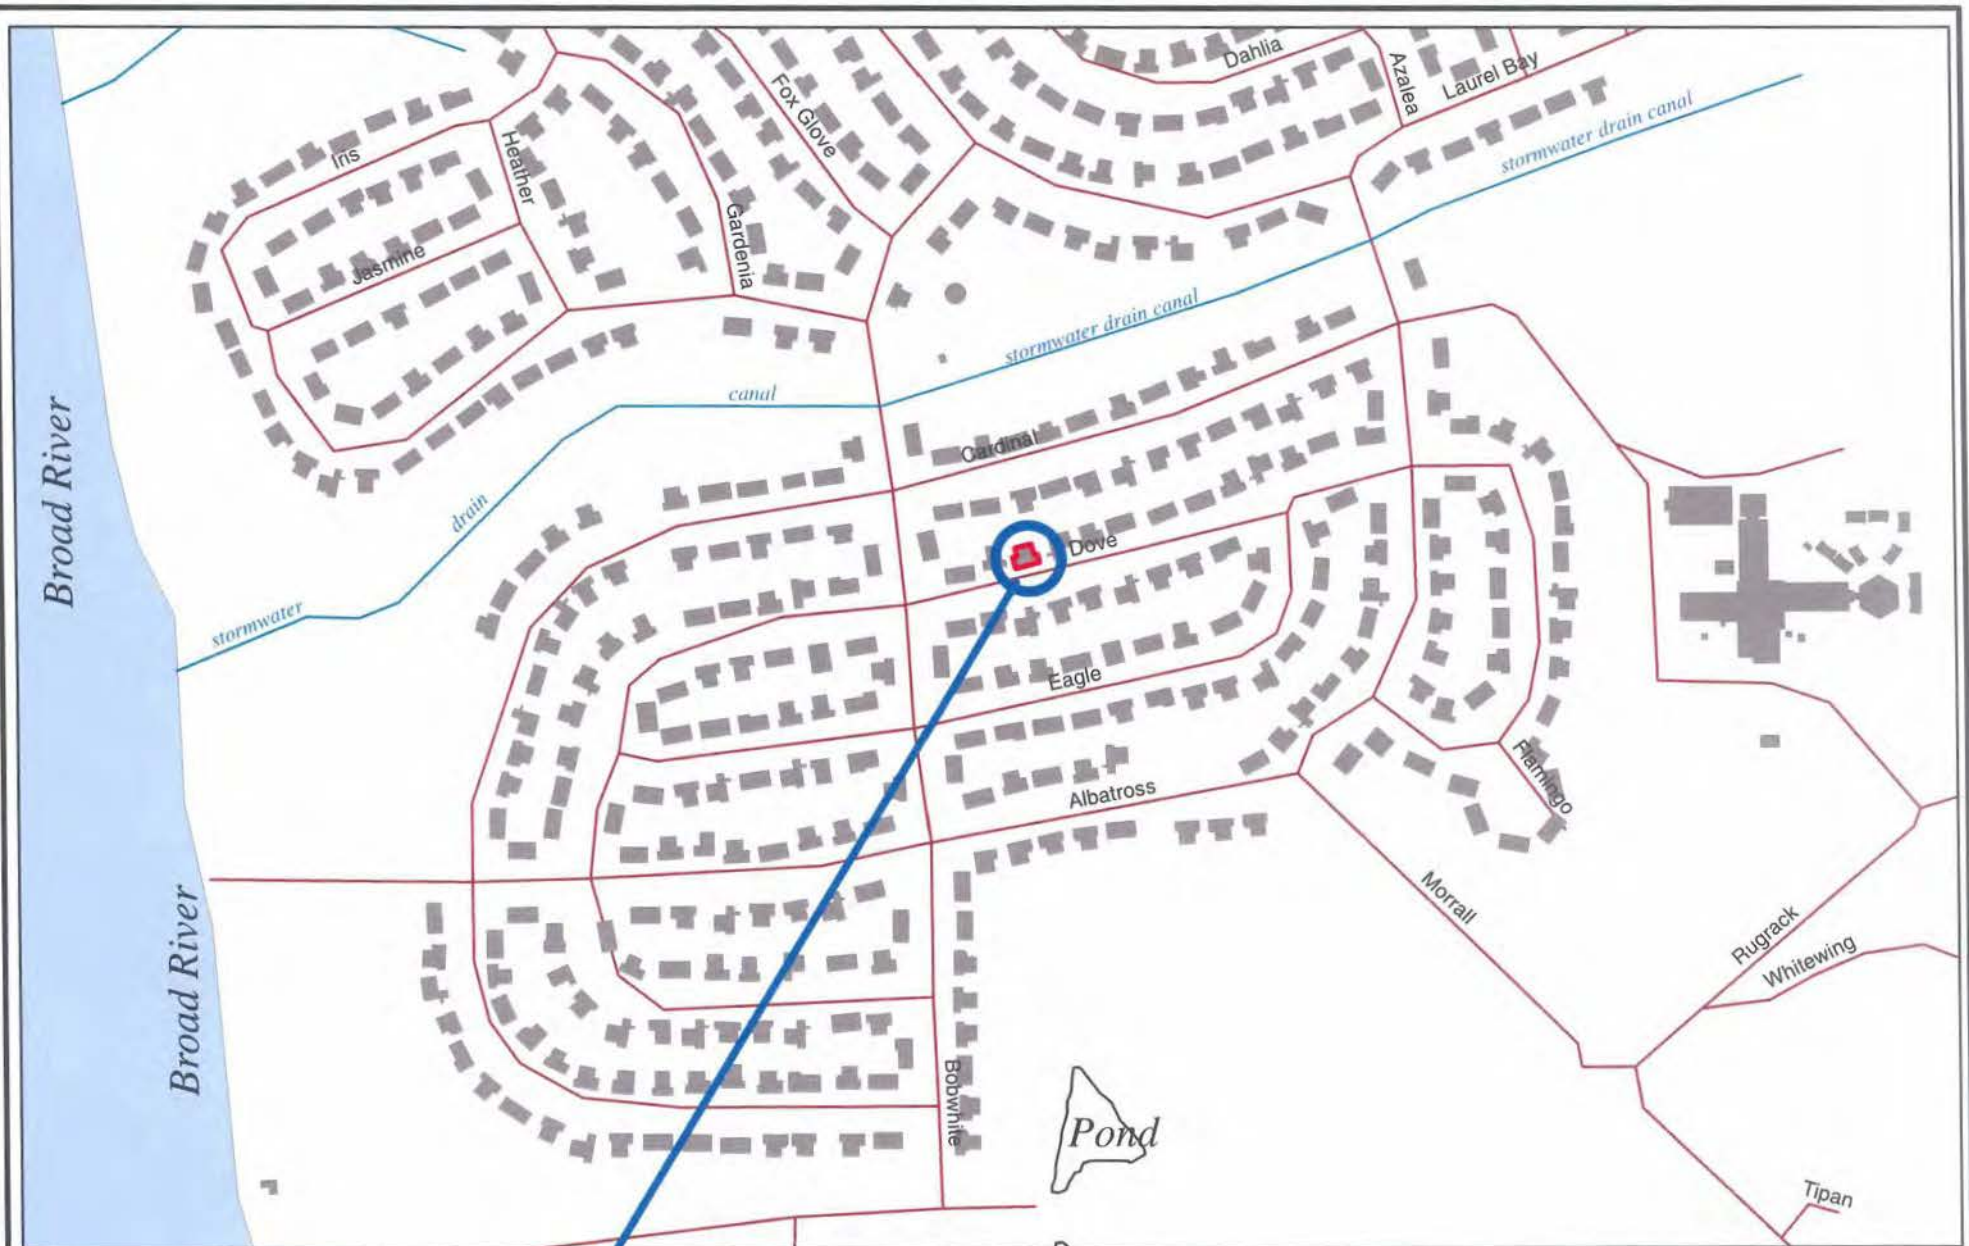 Dahlia
Azalea
Laurel Bay
Fox Glove
stormwater drain canal
Iris
Heather
Gardenia
Jasmine
stormwater drain canal
canal
Broad River
Cardinal
drain
Dove
stormwater
Eagle
Flamingo
Albatross
Morrall
Broad River
Rugrack
Whitewing
Bobwhite
Pond
Tipan